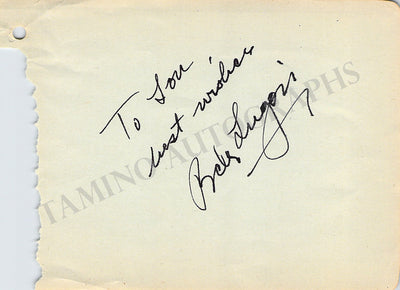 To Lou
best wishes
Bela Lugosi
TAMINO AUTOGRAPHS